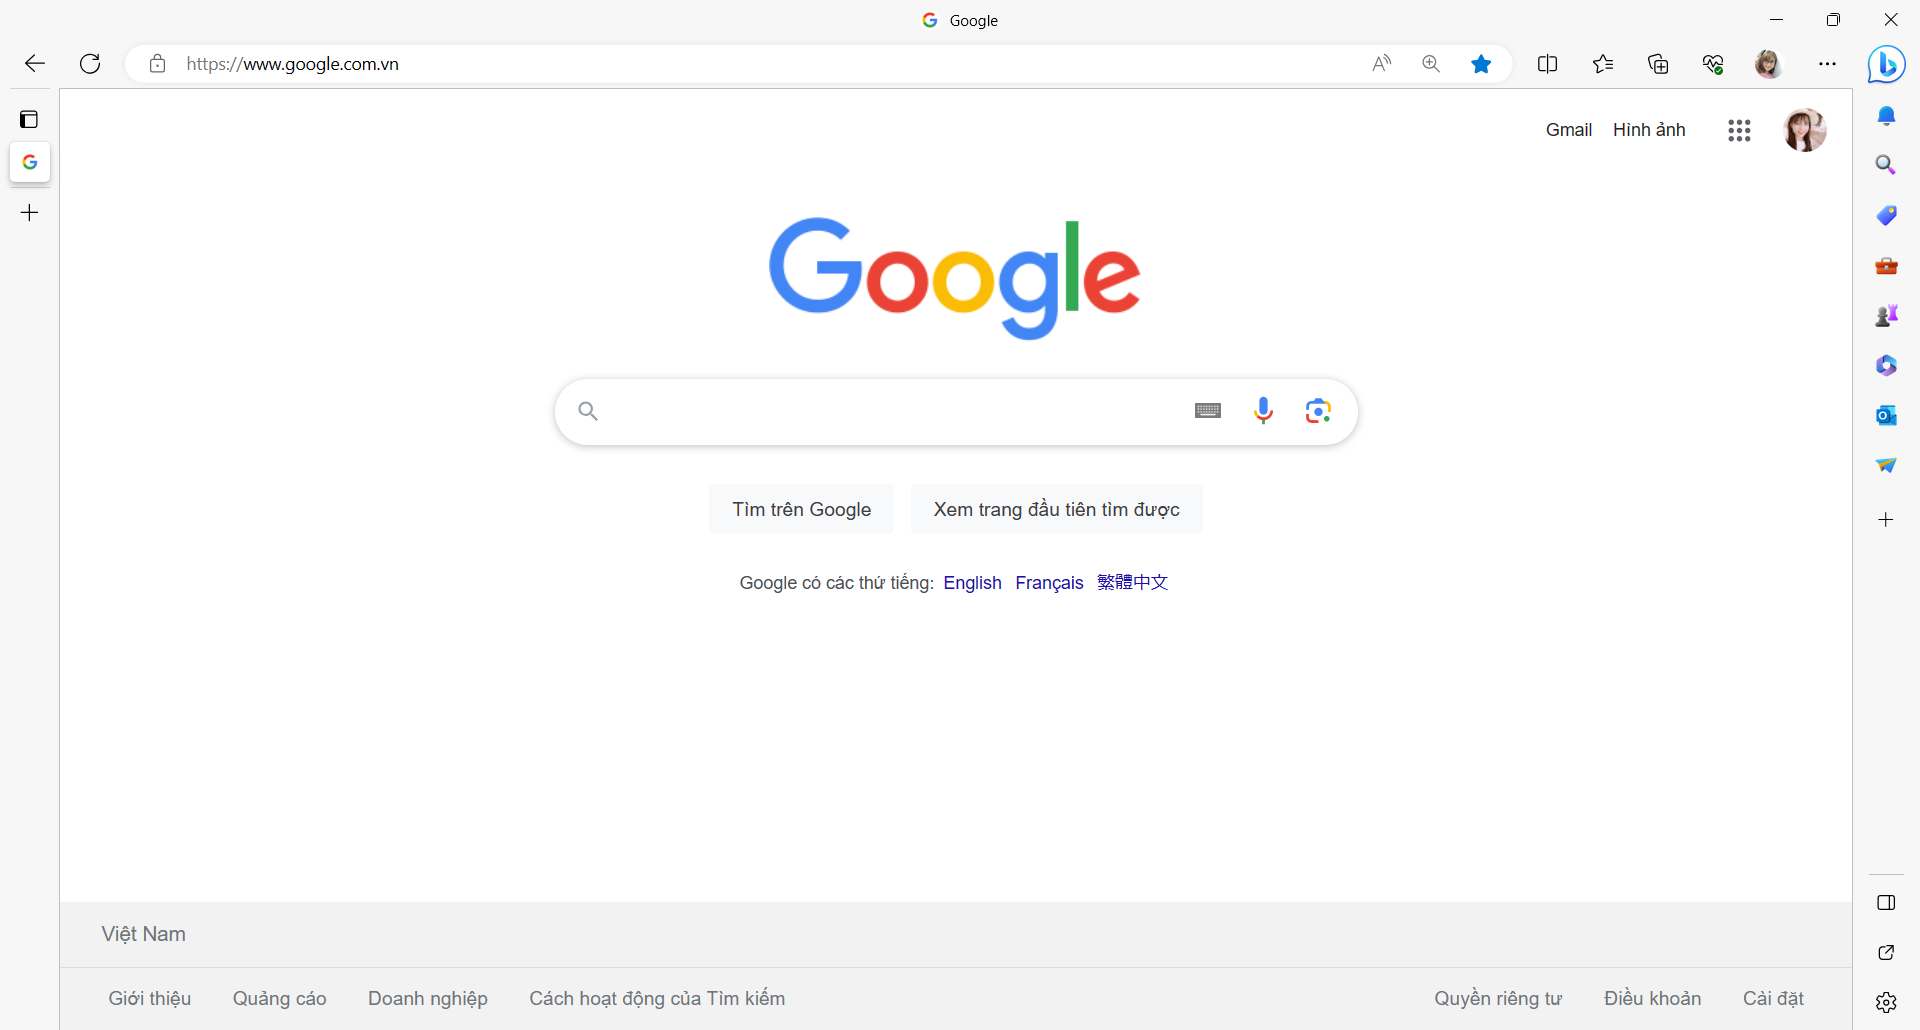 Google
https://www.google.com.vn
Gmail Hình ảnh
Google
Tìm trên Google Xem trang đầu tiên tìm được
Google có các thứ tiếng: English Français 繁體中文
Việt Nam
Giới thiệu Quảng cáo Doanh nghiệp Cách hoạt động của Tìm kiếm Quyền riêng tư Điều khoản Cài đặt